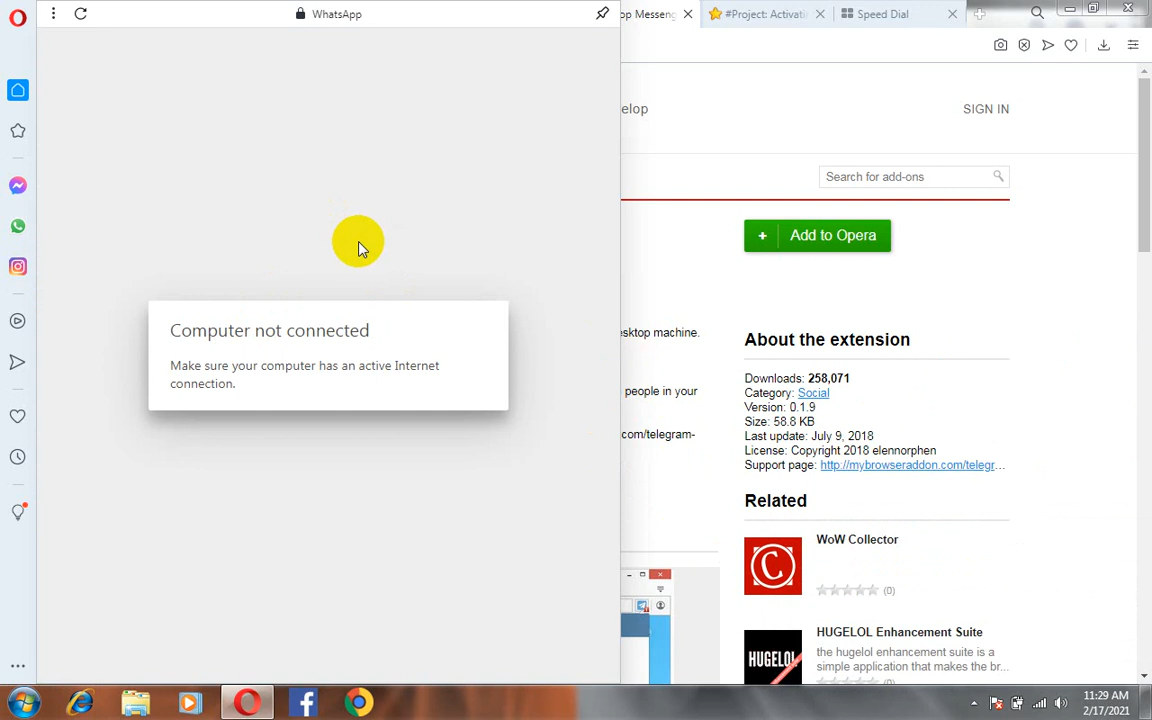 WhatsApp
op Messeng
#Project: Activati
Speed Dial
elop
SIGN IN
Search for add-ons
+ Add to Opera
Computer not connected
Make sure your computer has an active Internet
connection.
esktop machine.
people in your
com/telegram-
About the extension
Downloads: 258,071
Category: Social
Version: 0.1.9
Size: 58.8 KB
Last update: July 9, 2018
License: Copyright 2018 elennorphen
Support page: http://mybrowseraddon.com/telegr...
Related
WoW Collector
(0)
HUGELOL
HUGELOL Enhancement Suite
the hugelol enhancement suite is a
simple application that makes the br...
(0)
11:29 AM
2/17/2021